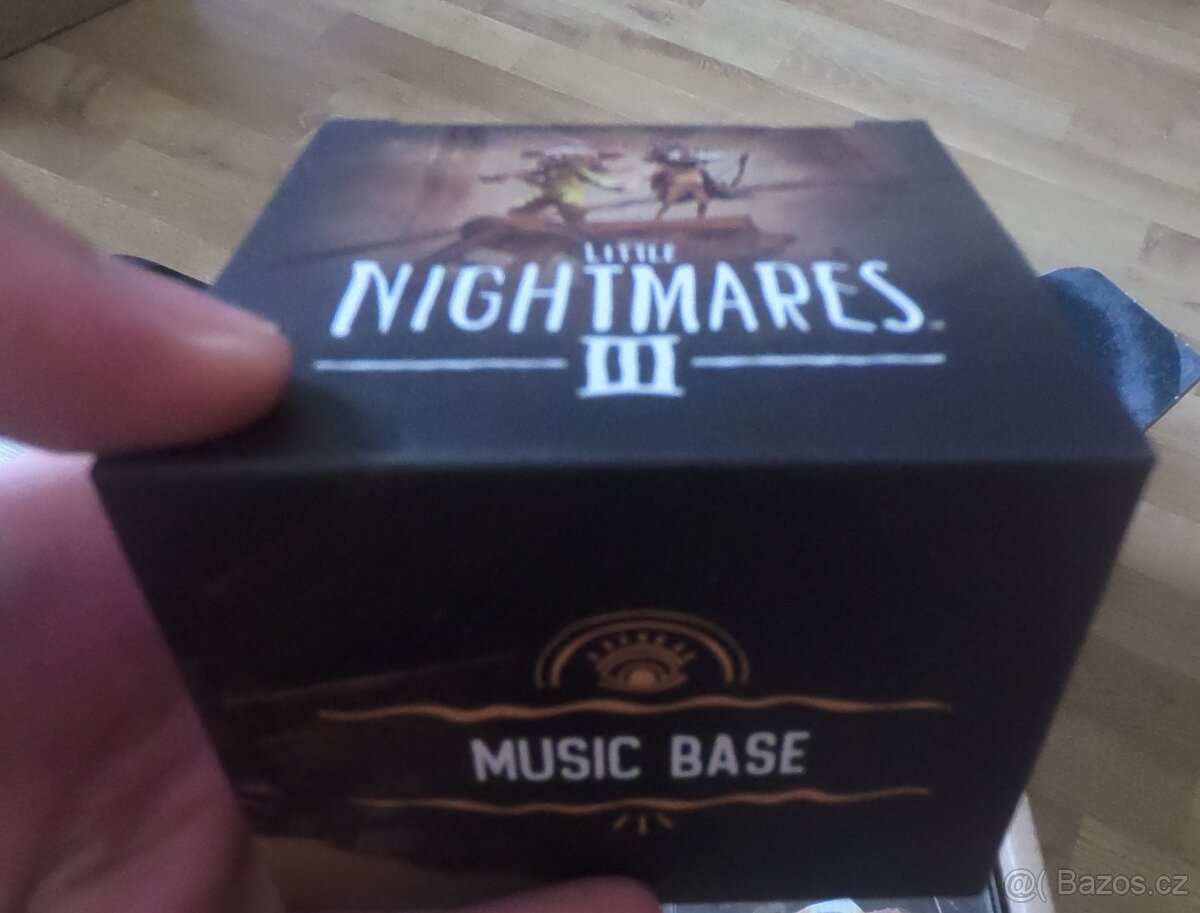 LITTLE
NIGHTMARES
III
MUSIC BASE
@( Bazos.cz